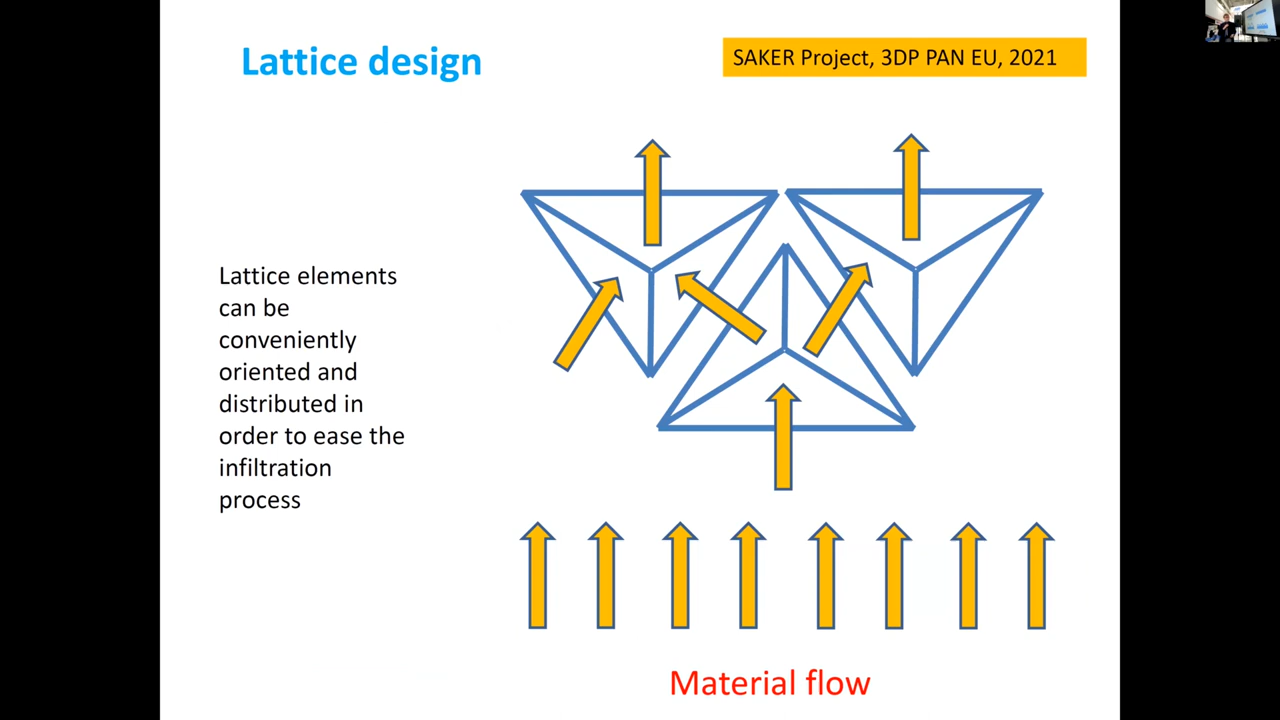 Lattice design
SAKER Project, 3DP PAN EU, 2021
Lattice elements
can be
conveniently
oriented and
distributed in
order to ease the
infiltration
process
Material flow